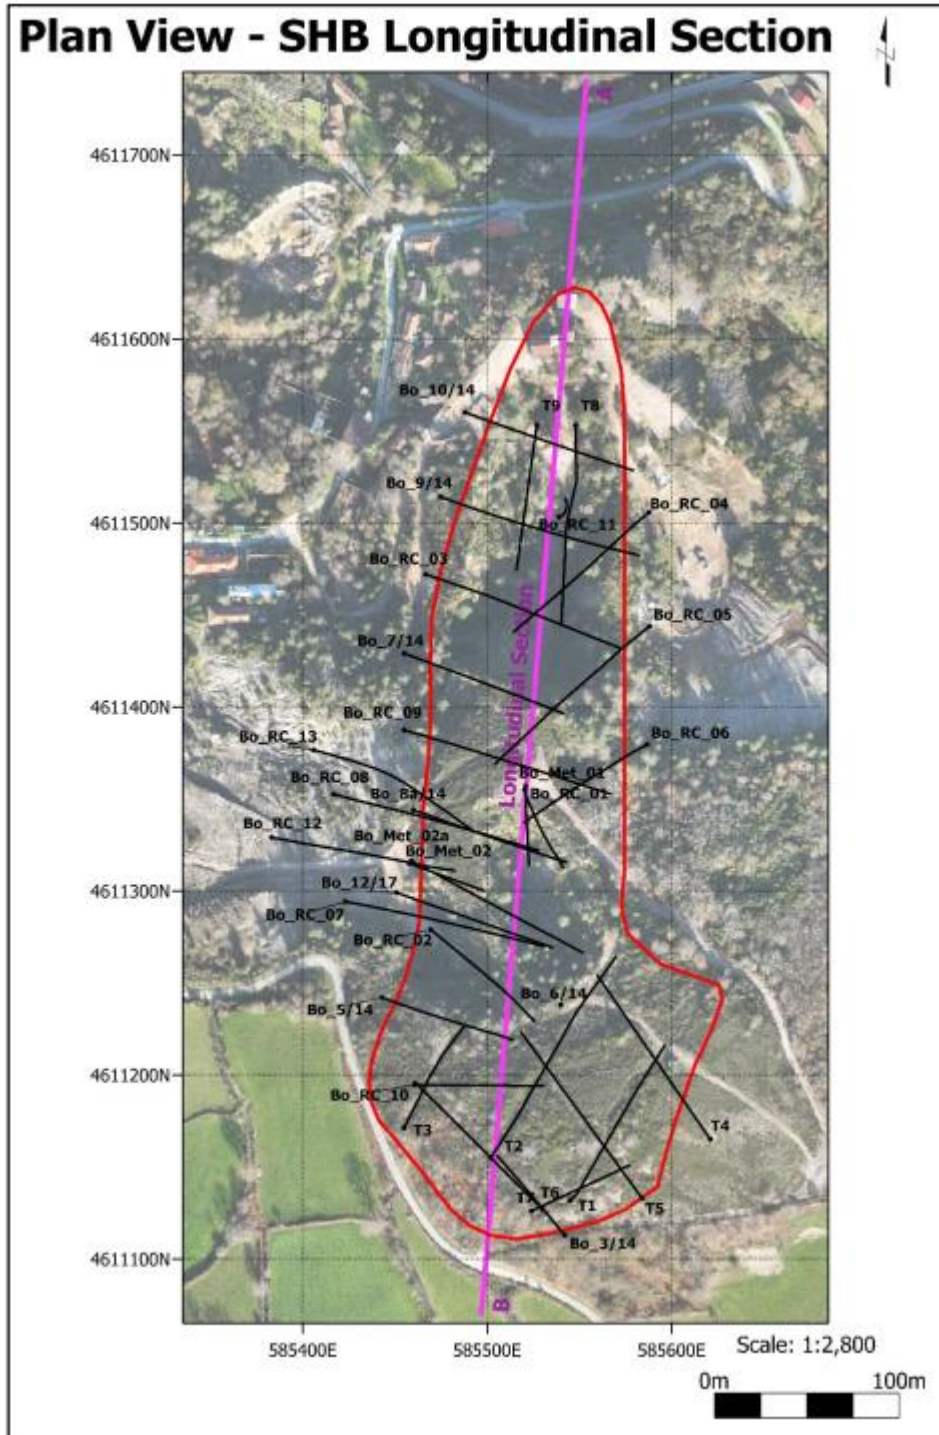 Plan View - SHB Longitudinal Section
N
A
4611700N
4611600N
Bo_10/14
T9
T8
Bo_9/14
4611500N
Bo_RC_04
Bo_RC_11
Bo_RC_03
Bo_RC_05
Bo_7/14
Longitudinal Section
4611400N
Bo_RC_09
Bo_RC_13
Bo_RC_06
Bo_RC_08
Bo_Met_01
Bo_8a/14
Bo_RC_01
Bo_RC_12
Bo_Met_02a
Bo_Met_02
4611300N
Bo_12/17
Bo_RC_07
Bo_RC_02
Bo_6/14
Bo_5/14
4611200N
Bo_RC_10
T3
T2
T4
T7
T6
T1
T5
Bo_3/14
4611100N
B
585400E
585500E
585600E
Scale: 1:2,800
0m
100m